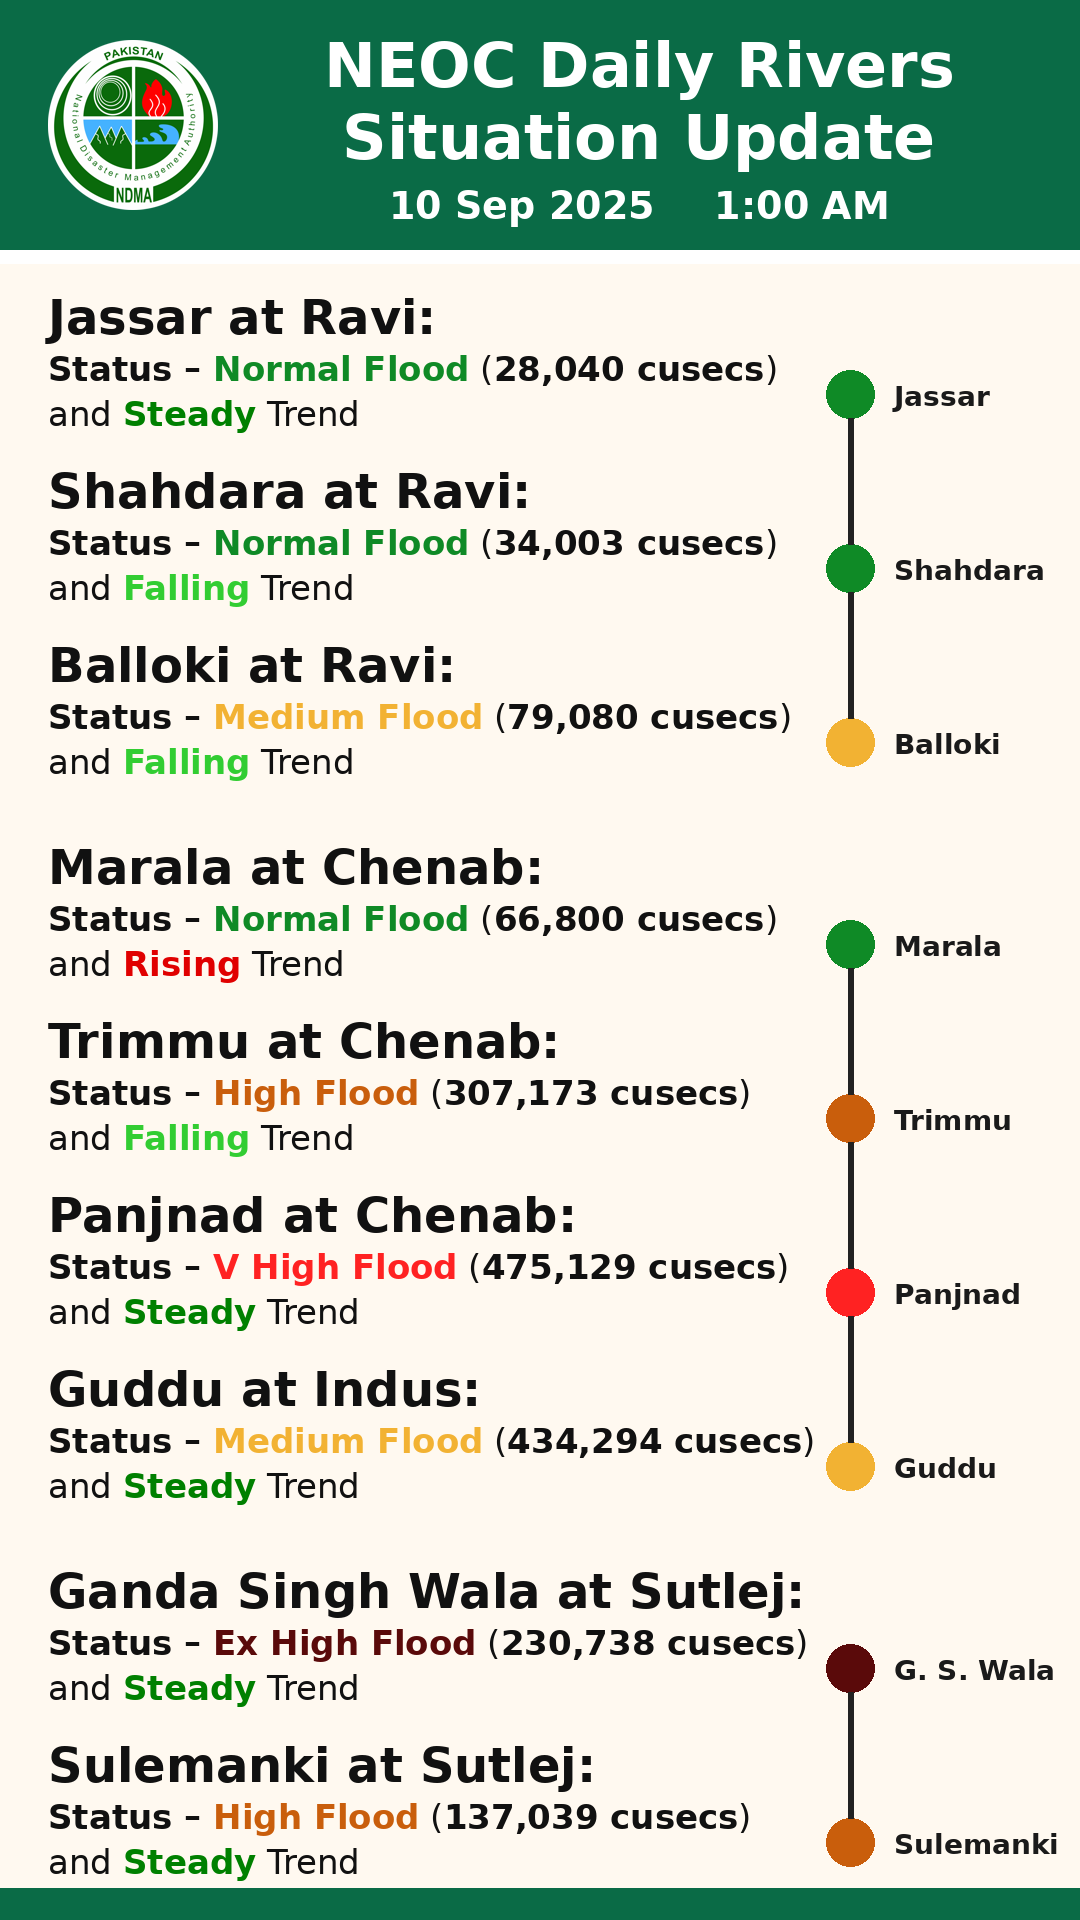 PAKISTAN
National Disaster Management Authority
NDMA
NEOC Daily Rivers
Situation Update
10 Sep 2025 1:00 AM
Jassar at Ravi:
Status – Normal Flood (28,040 cusecs)
and Steady Trend
Jassar
Shahdara at Ravi:
Status – Normal Flood (34,003 cusecs)
and Falling Trend
Shahdara
Balloki at Ravi:
Status – Medium Flood (79,080 cusecs)
and Falling Trend
Balloki
Marala at Chenab:
Status – Normal Flood (66,800 cusecs)
and Rising Trend
Marala
Trimmu at Chenab:
Status – High Flood (307,173 cusecs)
and Falling Trend
Trimmu
Panjnad at Chenab:
Status – V High Flood (475,129 cusecs)
and Steady Trend
Panjnad
Guddu at Indus:
Status – Medium Flood (434,294 cusecs)
and Steady Trend
Guddu
Ganda Singh Wala at Sutlej:
Status – Ex High Flood (230,738 cusecs)
and Steady Trend
G. S. Wala
Sulemanki at Sutlej:
Status – High Flood (137,039 cusecs)
and Steady Trend
Sulemanki